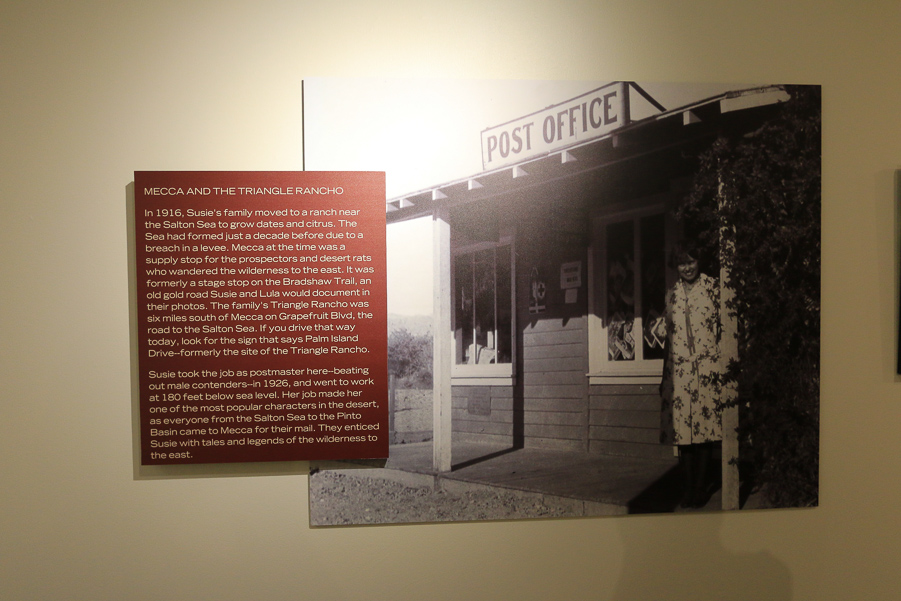 MECCA AND THE TRIANGLE RANCHO
In 1916, Susie's family moved to a ranch near
the Salton Sea to grow dates and citrus. The
Sea had formed just a decade before due to a
breach in a levee. Mecca at the time was a
supply stop for the prospectors and desert rats
who wandered the wilderness to the east. It was
formerly a stage stop on the Bradshaw Trail, an
old gold road Susie and Lula would document in
their photos. The family's Triangle Rancho was
six miles south of Mecca on Grapefruit Blvd, the
road to the Salton Sea. If you drive that way
today, look for the sign that says Palm Island
Drive--formerly the site of the Triangle Rancho.
Susie took the job as postmaster here--beating
out male contenders--in 1926, and went to work
at 180 feet below sea level. Her job made her
one of the most popular characters in the desert,
as everyone from the Salton Sea to the Pinto
Basin came to Mecca for their mail. They enticed
Susie with tales and legends of the wilderness to
the east.
POST OFFICE